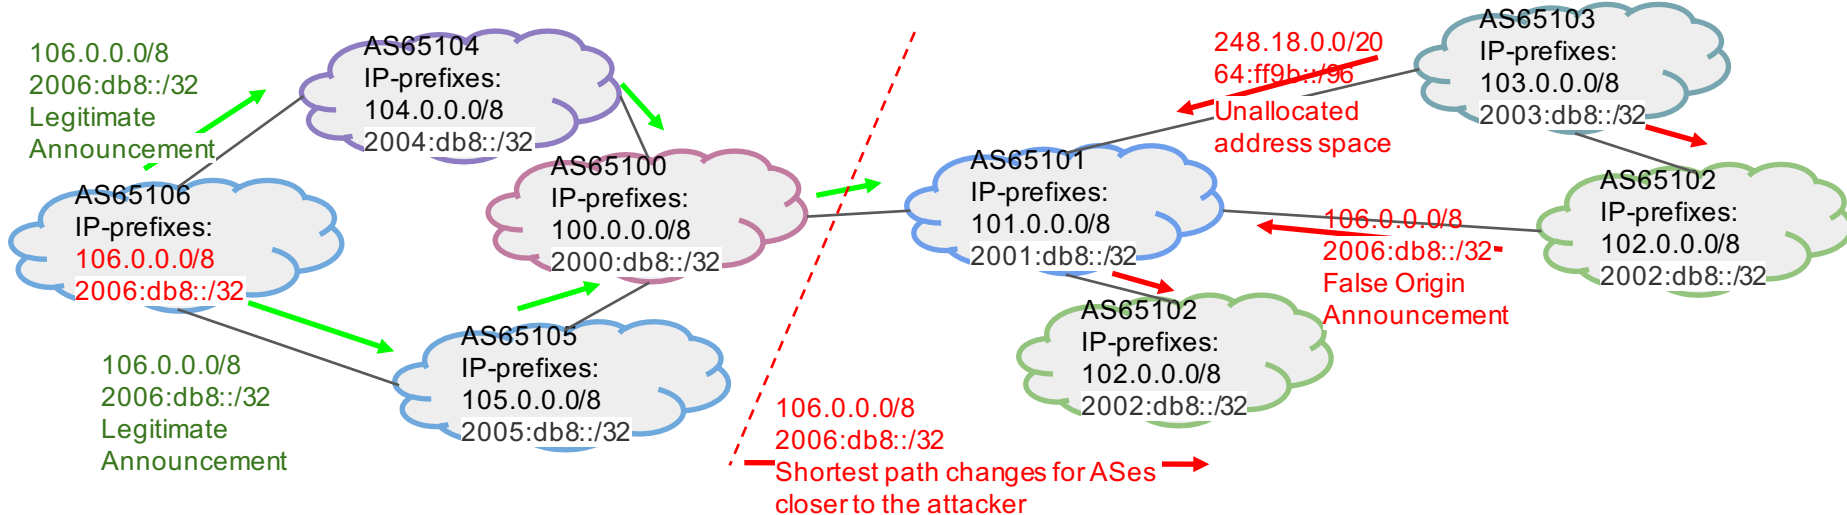 106.0.0.0/8
2006:db8::/32
Legitimate
Announcement
AS65104
IP-prefixes:
104.0.0.0/8
2004:db8::/32
AS65106
IP-prefixes:
106.0.0.0/8
2006:db8::/32
AS65100
IP-prefixes:
100.0.0.0/8
2000:db8::/32
AS65105
IP-prefixes:
105.0.0.0/8
2005:db8::/32
106.0.0.0/8
2006:db8::/32
Legitimate
Announcement
248.18.0.0/20
64:ff9b::/96
Unallocated
address space
AS65103
IP-prefixes:
103.0.0.0/8
2003:db8::/32
AS65101
IP-prefixes:
101.0.0.0/8
2001:db8::/32
AS65102
IP-prefixes:
102.0.0.0/8
2002:db8::/32
106.0.0.0/8
2006:db8::/32
False Origin
Announcement
AS65102
IP-prefixes:
102.0.0.0/8
2002:db8::/32
106.0.0.0/8
2006:db8::/32
Shortest path changes for ASes
closer to the attacker